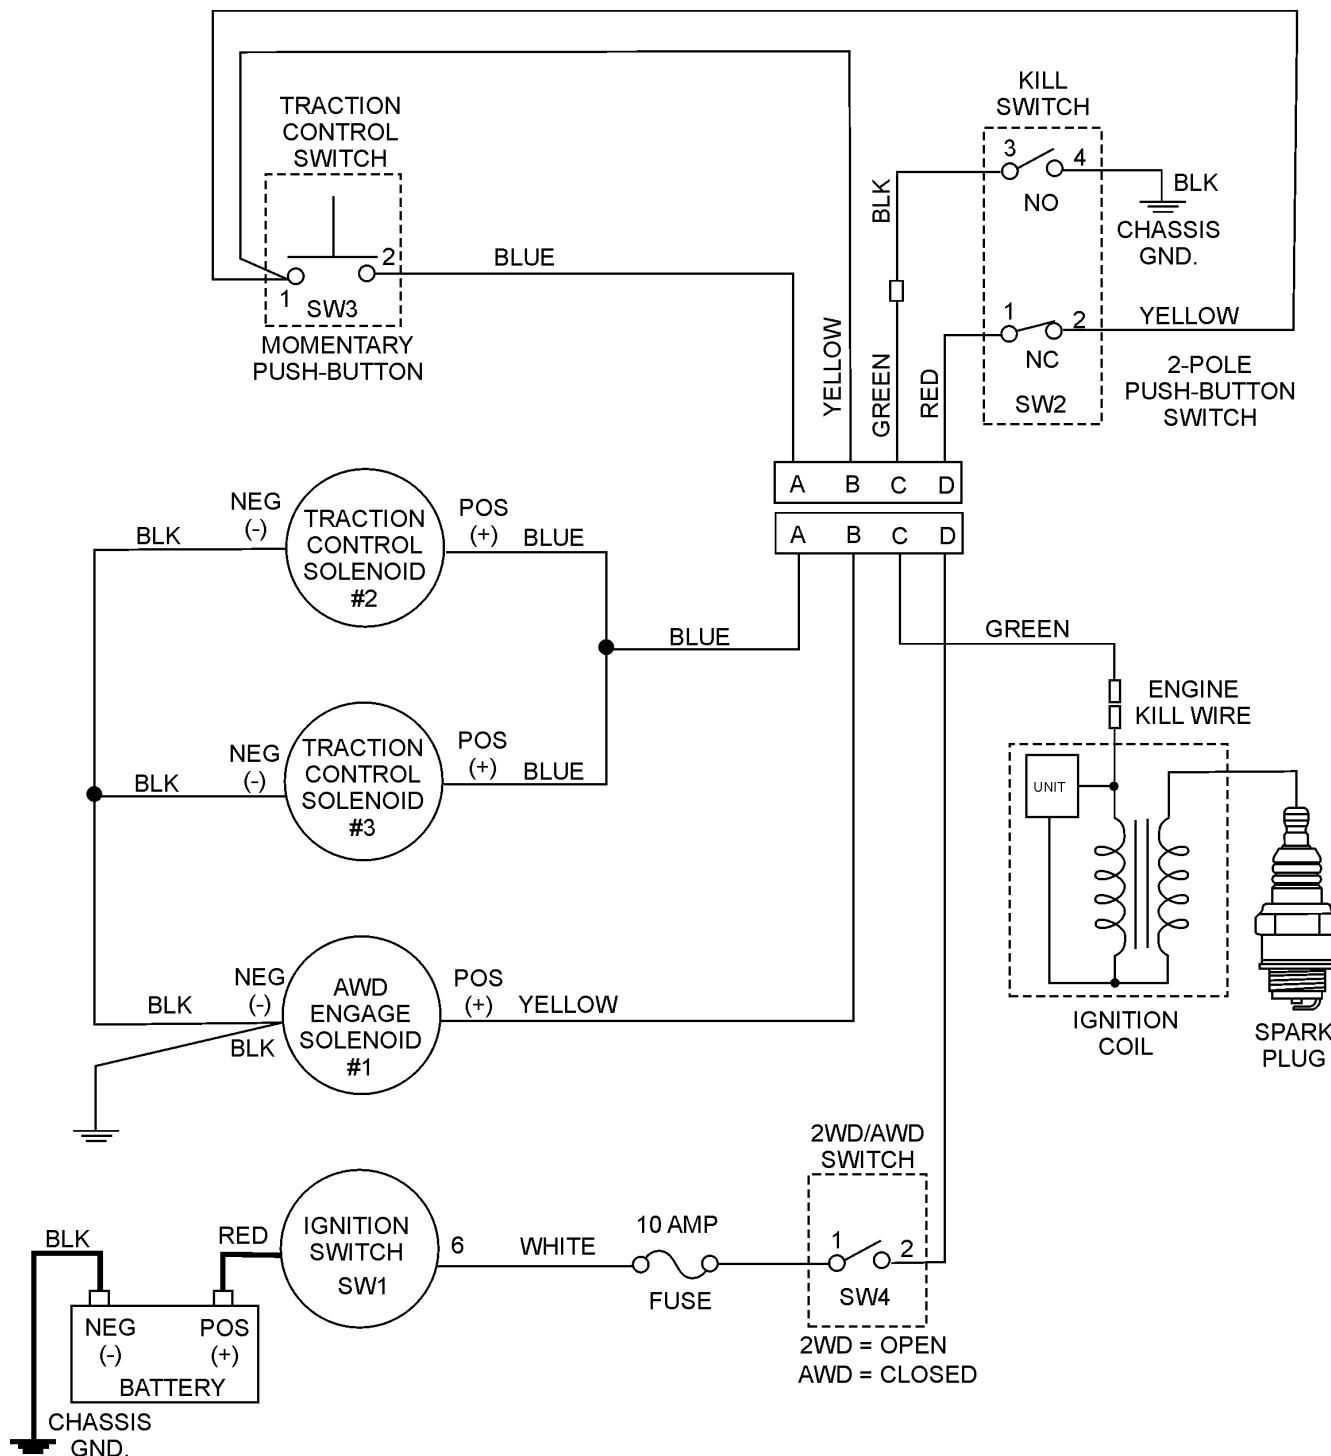 TRACTION
CONTROL
SWITCH
1
2
SW3
MOMENTARY
PUSH-BUTTON
BLUE
YELLOW
BLK
GREEN
RED
KILL
SWITCH
3
4
NO
BLK
CHASSIS
GND.
1
2
NC
SW2
YELLOW
2-POLE
PUSH-BUTTON
SWITCH
A B C D
A B C D
NEG
(-)
BLK
TRACTION
CONTROL
SOLENOID
#2
POS
(+)
BLUE
BLUE
NEG
(-)
BLK
TRACTION
CONTROL
SOLENOID
#3
POS
(+)
BLUE
GREEN
ENGINE
KILL WIRE
UNIT
IGNITION
COIL
SPARK
PLUG
NEG
(-)
BLK
BLK
AWD
ENGAGE
SOLENOID
#1
POS
(+)
YELLOW
2WD/AWD
SWITCH
1
2
SW4
2WD = OPEN
AWD = CLOSED
BLK
RED
IGNITION
SWITCH
SW1
6
WHITE
10 AMP
FUSE
NEG
(-)
POS
(+)
BATTERY
CHASSIS
GND.